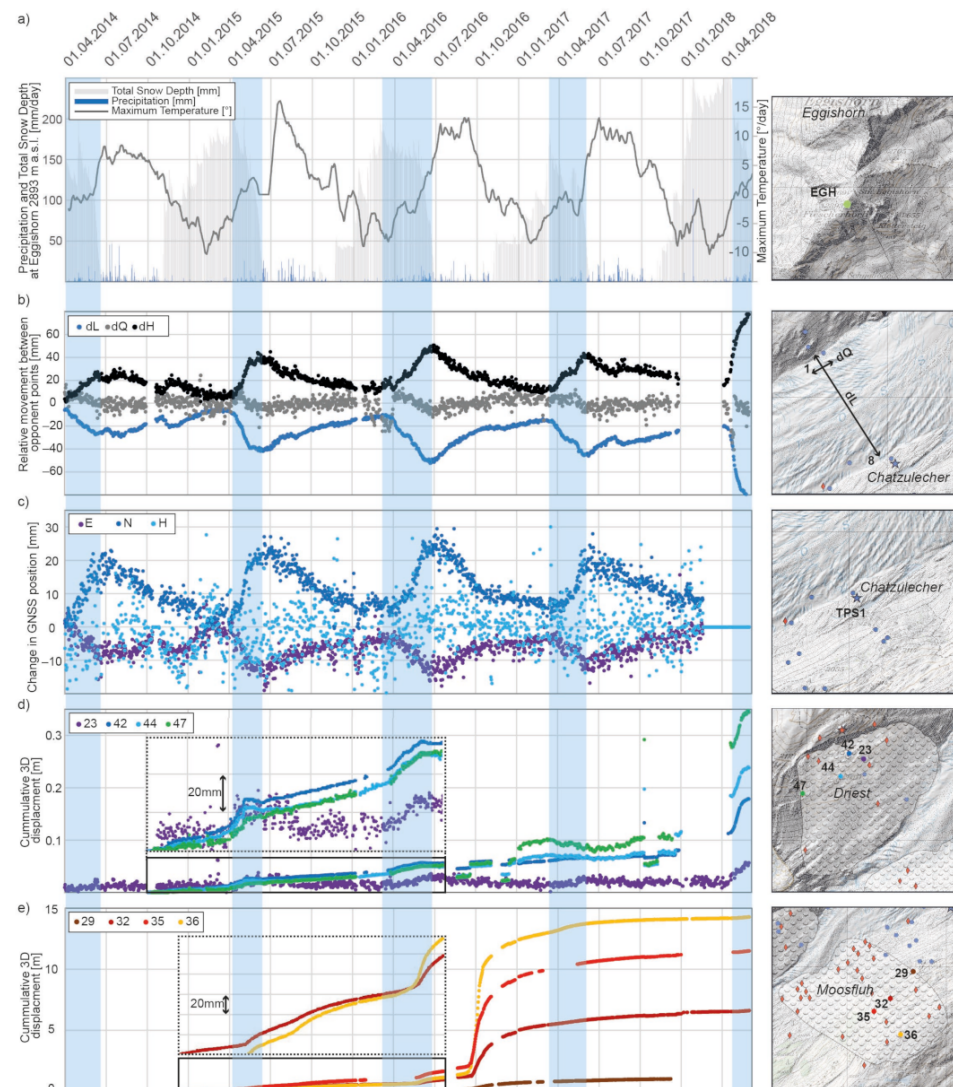 a)
01.04.2014
01.07.2014
01.10.2014
01.01.2015
01.04.2015
01.07.2015
01.10.2015
01.01.2016
01.04.2016
01.07.2016
01.10.2016
01.01.2017
01.04.2017
01.07.2017
01.10.2017
01.01.2018
01.04.2018
Precipitation and Total Snow Depth
at Eggishorn 2893 m a.s.l. [mm/day]
200
150
100
50
Total Snow Depth [mm]
Precipitation [mm]
Maximum Temperature [°]
15
10
5
0
-5
-10
Maximum Temperature [°/day]
Eggishorn
EGH
b)
Relative movement between
opponent points [mm]
60
40
20
0
−20
−40
−60
dL dQ dH
1
dQ
dL
8
Chatzulecher
c)
Change in GNSS position [mm]
30
20
10
0
−10
E N H
Chatzulecher
TPS1
d)
Cummulative 3D
displacment [m]
0.3
0.2
0.1
23 42 44 47
20mm
42
23
44
47
Dnest
e)
Cummulative 3D
displacement [m]
15
10
5
29 32 35 36
20mm
29
Moosfluh
32
35
36